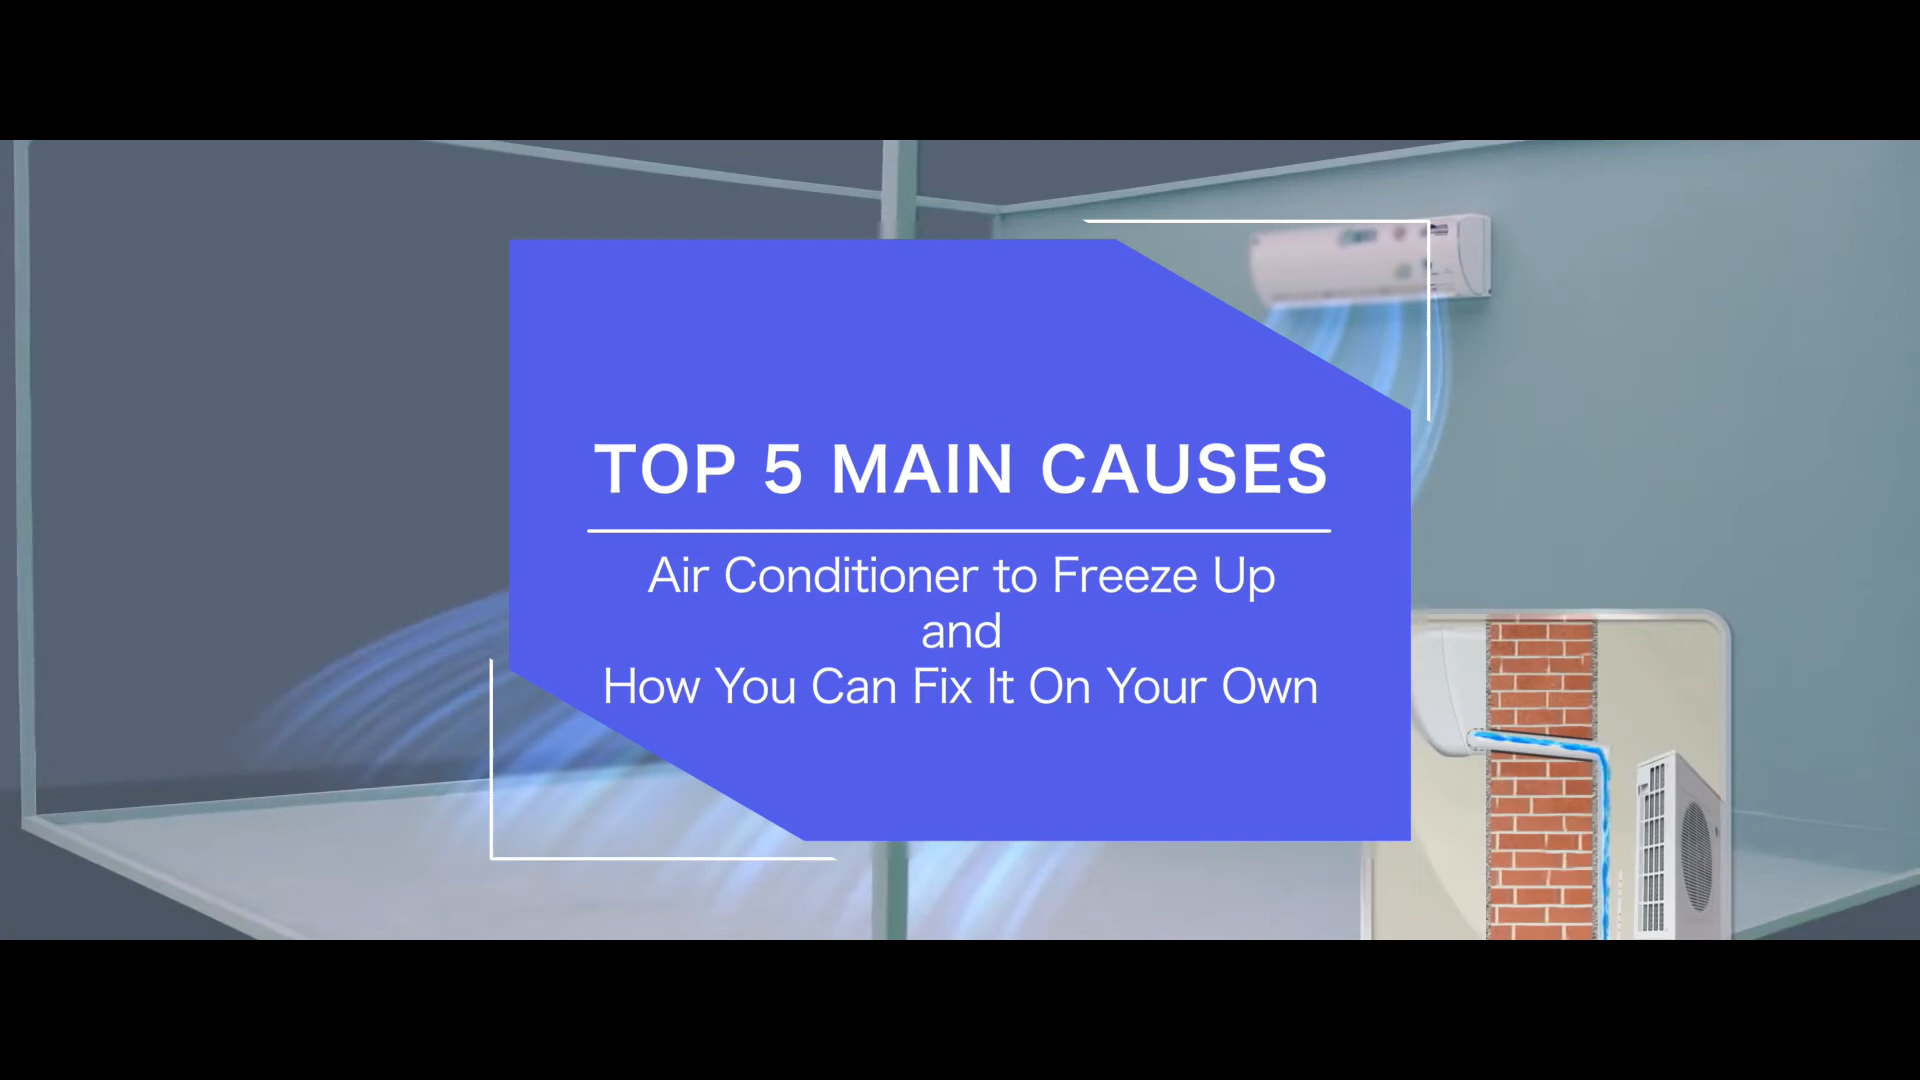 TOP 5 MAIN CAUSES
Air Conditioner to Freeze Up
and
How You Can Fix It On Your Own